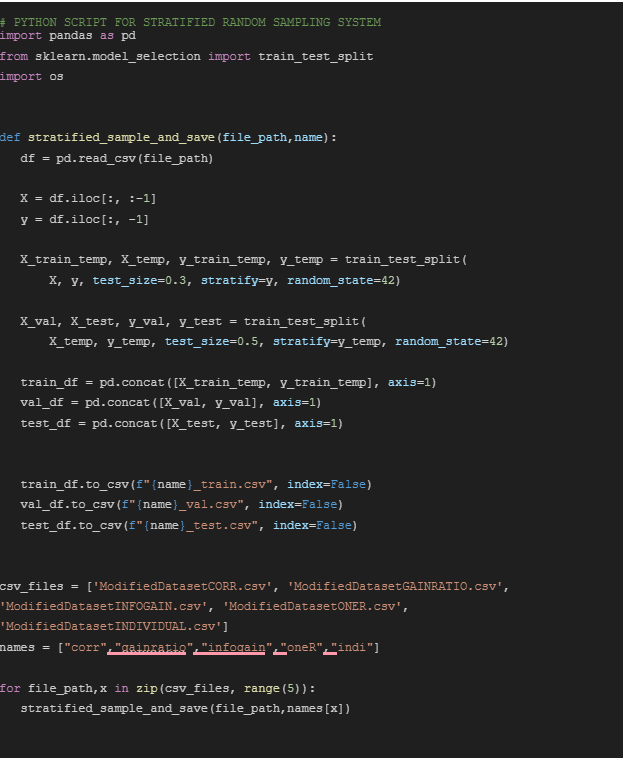 # PYTHON SCRIPT FOR STRATIFIED RANDOM SAMPLING SYSTEM
import pandas as pd
from sklearn.model_selection import train_test_split
import os
def stratified_sample_and_save(file_path,name):
df = pd.read_csv(file_path)
X = df.iloc[:, :-1]
y = df.iloc[:, -1]
X_train_temp, X_temp, y_train_temp, y_temp = train_test_split(
X, y, test_size=0.3, stratify=y, random_state=42)
X_val, X_test, y_val, y_test = train_test_split(
X_temp, y_temp, test_size=0.5, stratify=y_temp, random_state=42)
train_df = pd.concat([X_train_temp, y_train_temp], axis=1)
val_df = pd.concat([X_val, y_val], axis=1)
test_df = pd.concat([X_test, y_test], axis=1)
train_df.to_csv(f"{name}_train.csv", index=False)
val_df.to_csv(f"{name}_val.csv", index=False)
test_df.to_csv(f"{name}_test.csv", index=False)
csv_files = ['ModifiedDatasetCORR.csv', 'ModifiedDatasetGAINRATIO.csv',
'ModifiedDatasetINFOGAIN.csv', 'ModifiedDatasetONER.csv',
'ModifiedDatasetINDIVIDUAL.csv']
names = ["corr","gainratio","infogain","oneR","indi"]
for file_path,x in zip(csv_files, range(5)):
stratified_sample_and_save(file_path,names[x])